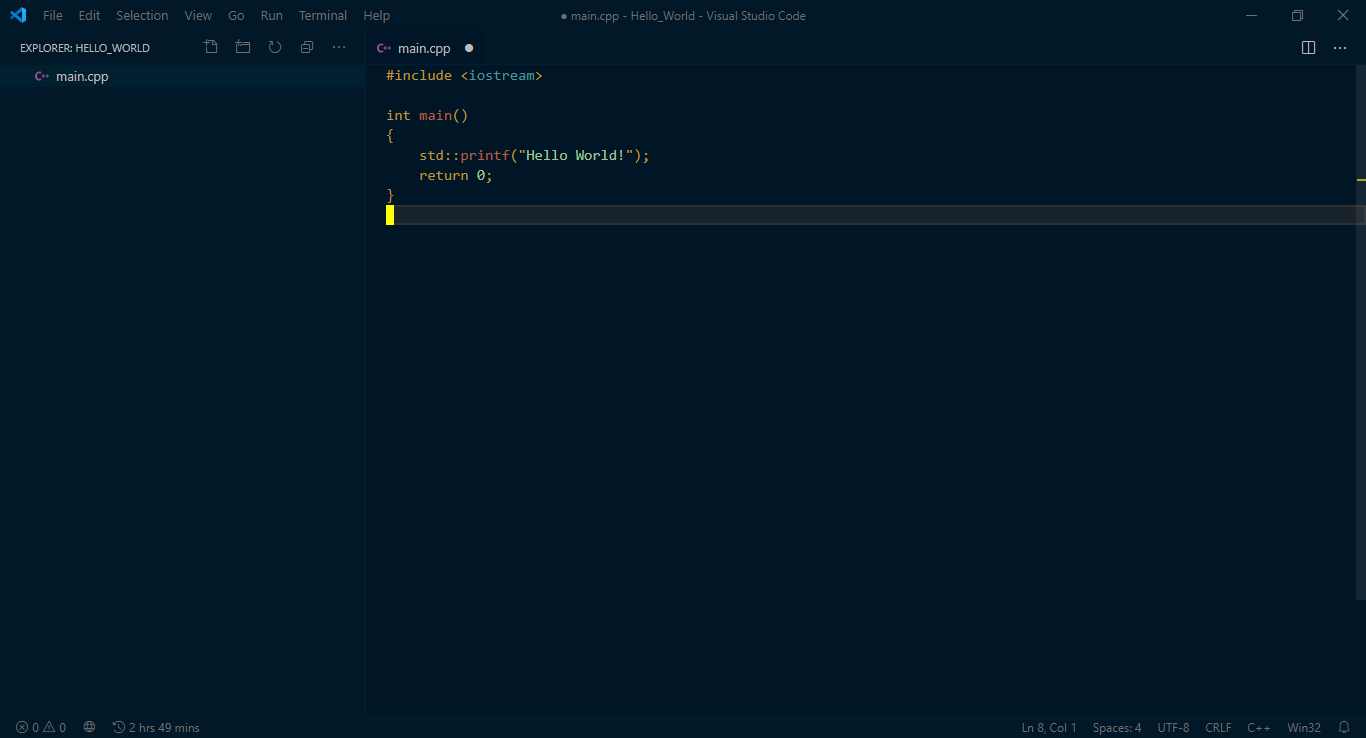 File Edit Selection View Go Run Terminal Help
● main.cpp - Hello_World - Visual Studio Code
EXPLORER: HELLO_WORLD
C++ main.cpp
C++ main.cpp ●
#include <iostream>
int main()
{
    std::printf("Hello World!");
    return 0;
}
0 0 2 hrs 49 mins
Ln 8, Col 1 Spaces: 4 UTF-8 CRLF C++ Win32